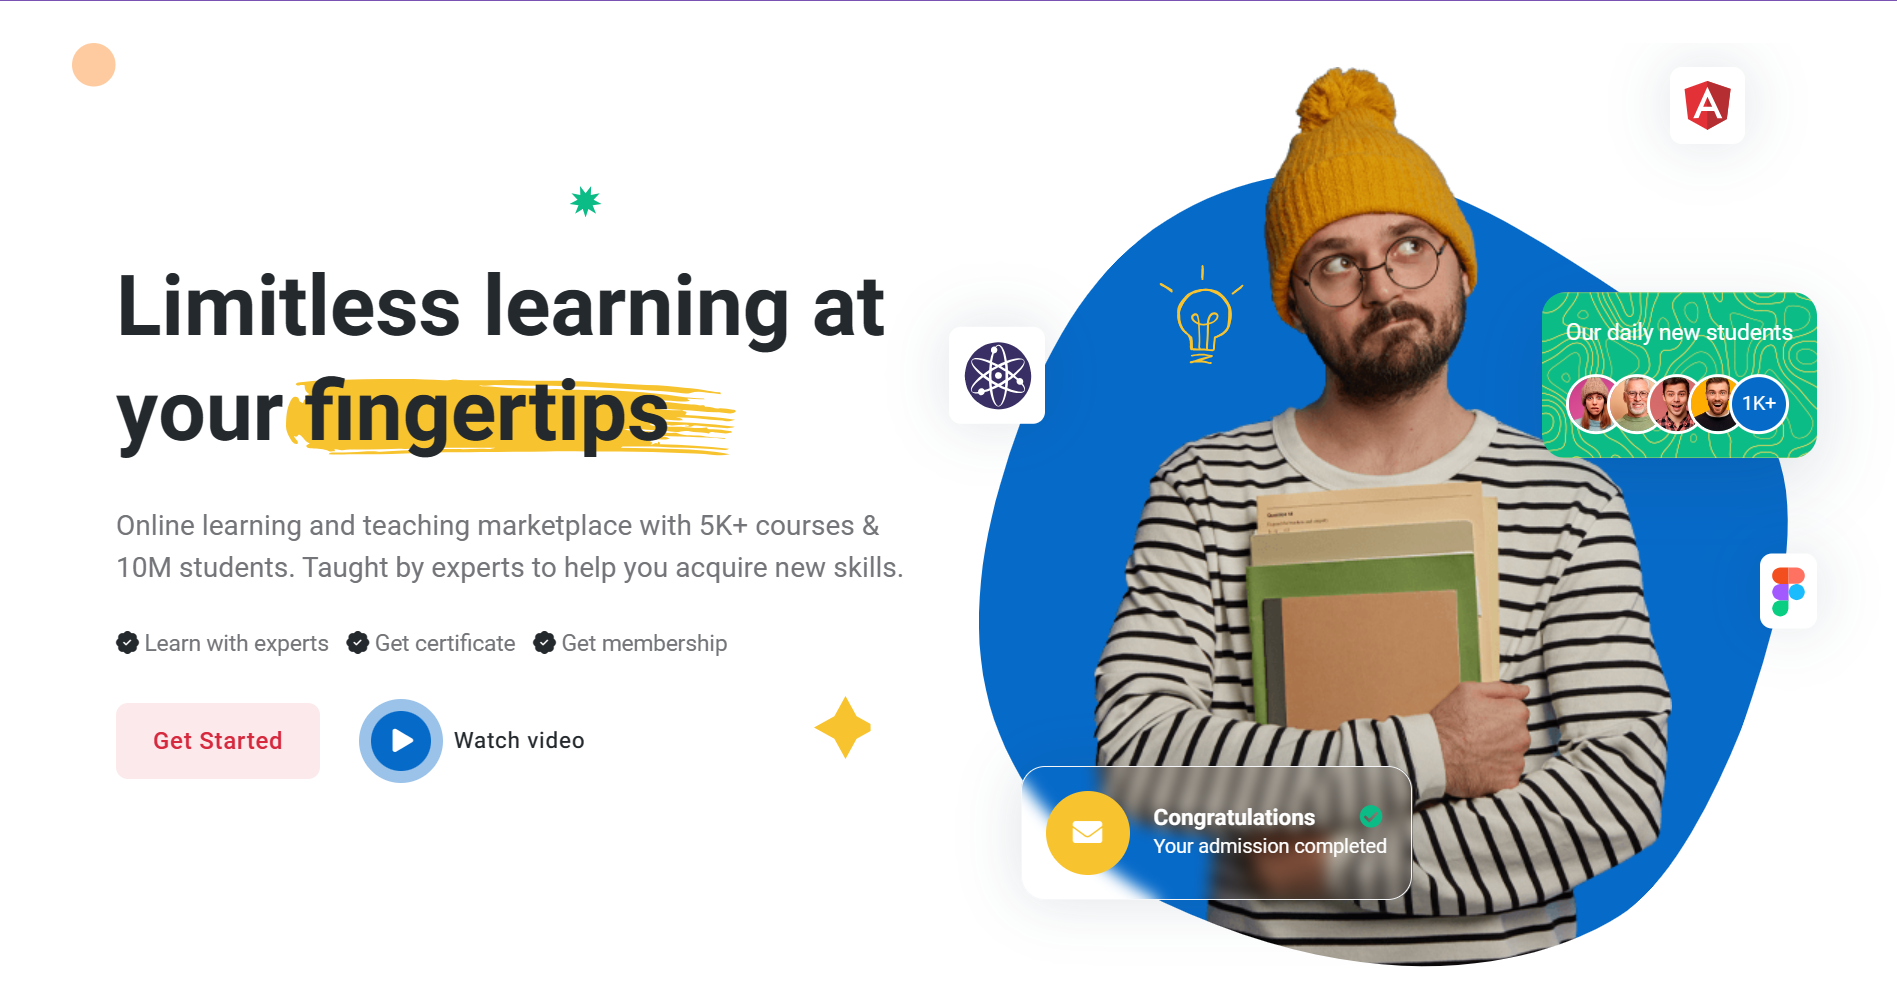 Limitless learning at
your fingertips
Online learning and teaching marketplace with 5K+ courses &
10M students. Taught by experts to help you acquire new skills.
Learn with experts Get certificate Get membership
Get Started Watch video
Our daily new students
1K+
Congratulations
Your admission completed